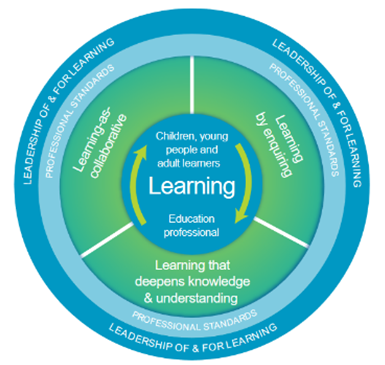 LEADERSHIP OF & FOR LEARNING
LEADERSHIP OF & FOR LEARNING
PROFESSIONAL STANDARDS
PROFESSIONAL STANDARDS
Learning-as-
collaborative
Learning
by enquiring
Children, young
people and
adult learners
Learning
Education
professional
Learning that
deepens knowledge
& understanding
PROFESSIONAL STANDARDS
LEADERSHIP OF & FOR LEARNING